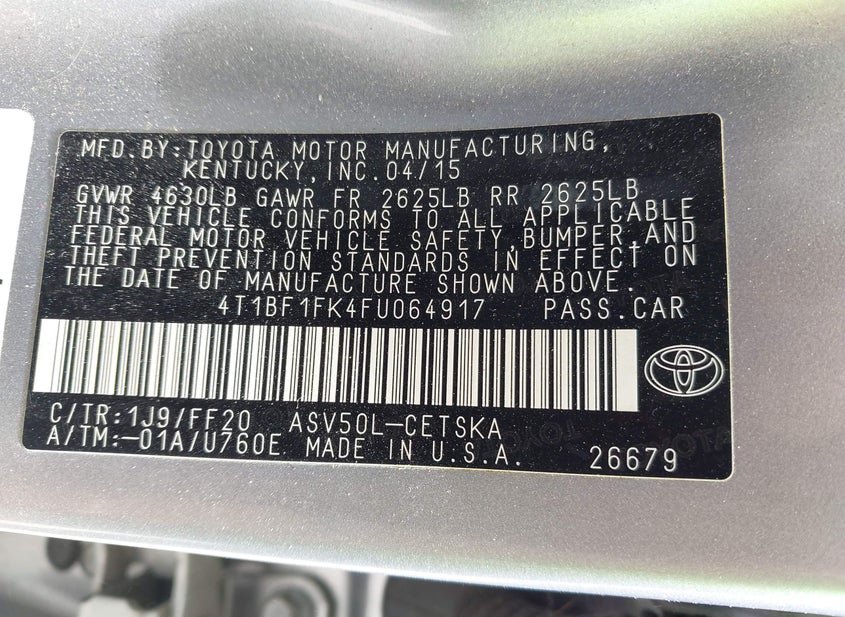 MFD.BY:TOYOTA MOTOR MANUFACTURING,
KENTUCKY,INC.04/15
GVWR 4630LB GAWR FR 2625LB RR 2625LB
THIS VEHICLE CONFORMS TO ALL APPLICABLE
FEDERAL MOTOR VEHICLE SAFETY,BUMPER,AND
THEFT PREVENTION STANDARDS IN EFFECT ON
THE DATE OF MANUFACTURE SHOWN ABOVE.
4T1BF1FK4FU064917 PASS.CAR
C/TR:1J9/FF20 ASV50L-CETSKA
A/TM:-01A/U760E MADE IN U.S.A. 26679